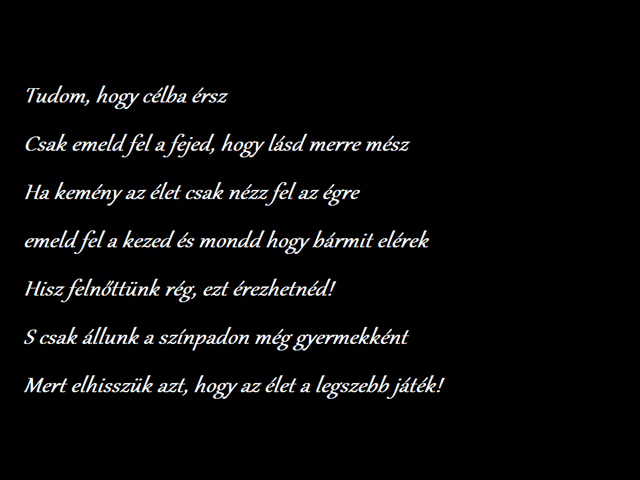 Tudom, hogy célba érsz
Csak emeld fel a fejed, hogy lásd merre mész
Ha kemény az élet csak nézz fel az égre
emeld fel a kezed és mondd hogy bármit elérek
Hisz felnőttünk rég, ezt érezhetnéd!
S csak állunk a színpadon még gyermekként
Mert elhisszük azt, hogy az élet a legszebb játék!